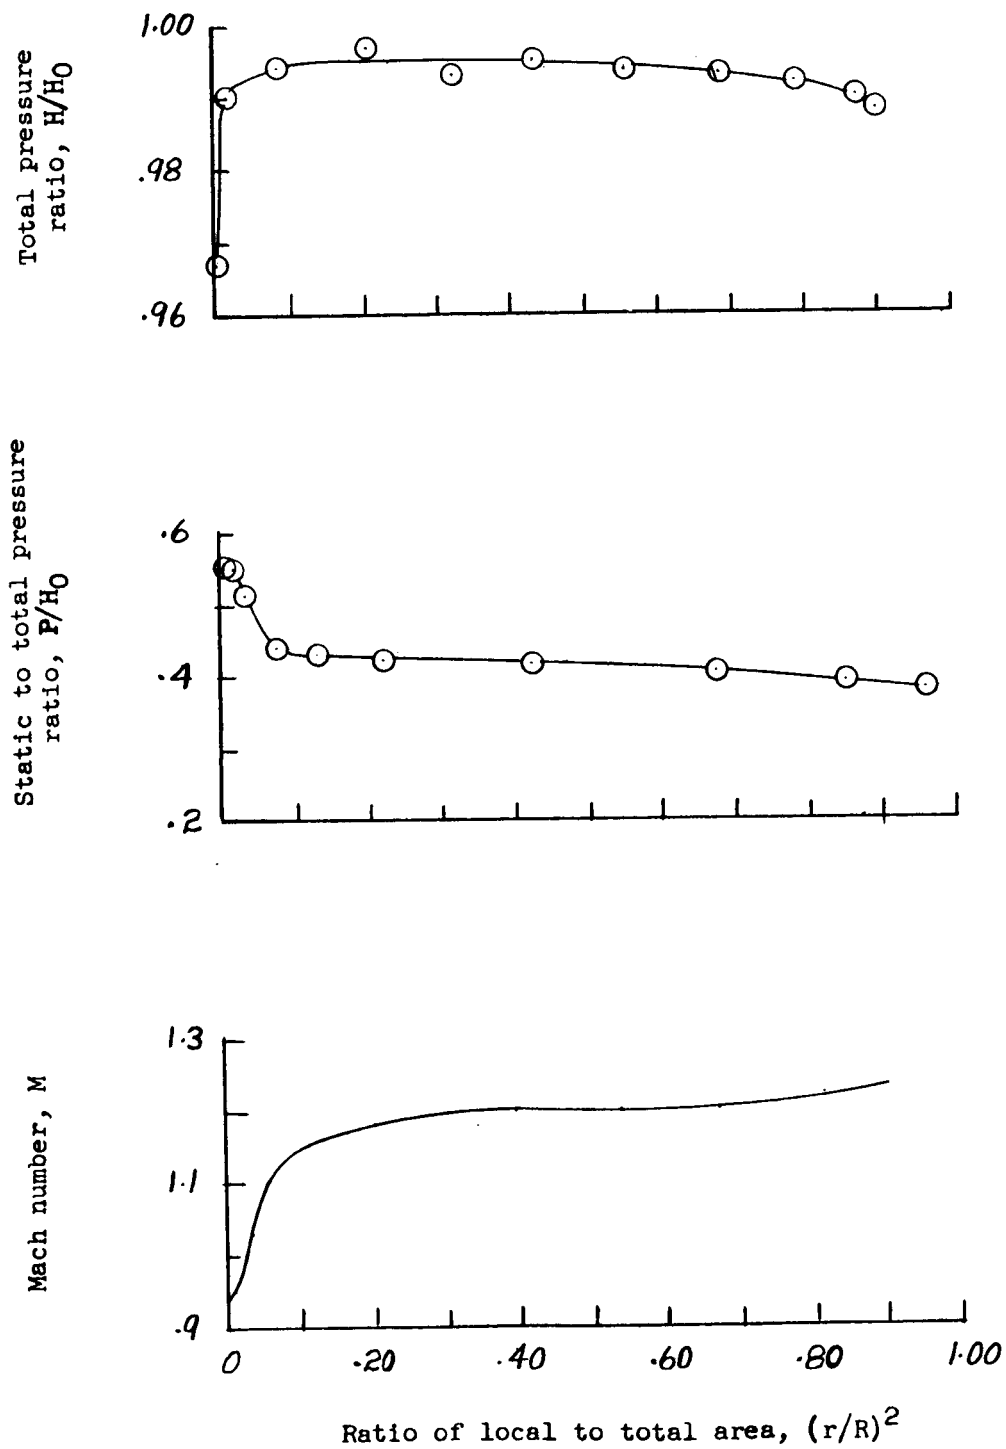 Total pressure
ratio, H/H0
1.00
.98
.96
Static to total pressure
ratio, P/H0
.6
.4
.2
Mach number, M
1.3
1.1
.9
0 .20 .40 .60 .80 1.00
Ratio of local to total area, (r/R)2